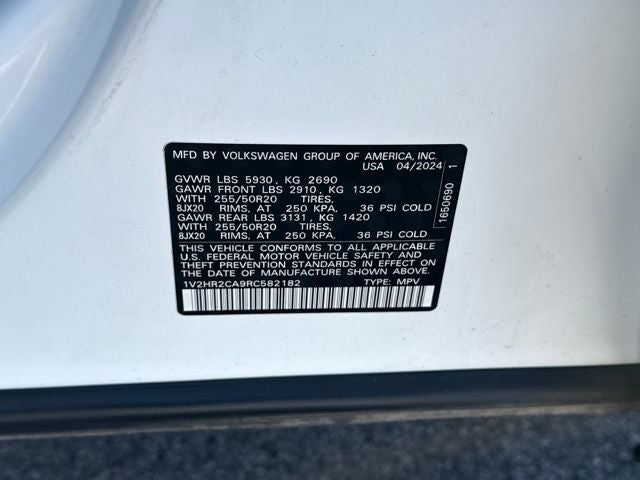 MFD BY VOLKSWAGEN GROUP OF AMERICA, INC.
USA 04/2024
GVWR LBS 5930 , KG 2690
GAWR FRONT LBS 2910 , KG 1320
WITH 255/50R20 TIRES,
8JX20 RIMS, AT 250 KPA, 36 PSI COLD
GAWR REAR LBS 3131 , KG 1420
WITH 255/50R20 TIRES,
8JX20 RIMS, AT 250 KPA, 36 PSI COLD
THIS VEHICLE CONFORMS TO ALL APPLICABLE
U.S. FEDERAL MOTOR VEHICLE SAFETY AND
THEFT PREVENTION STANDARDS IN EFFECT ON THE
DATE OF MANUFACTURE SHOWN ABOVE.
1V2HR2CA9RC582182 TYPE: MPV
1650690 1